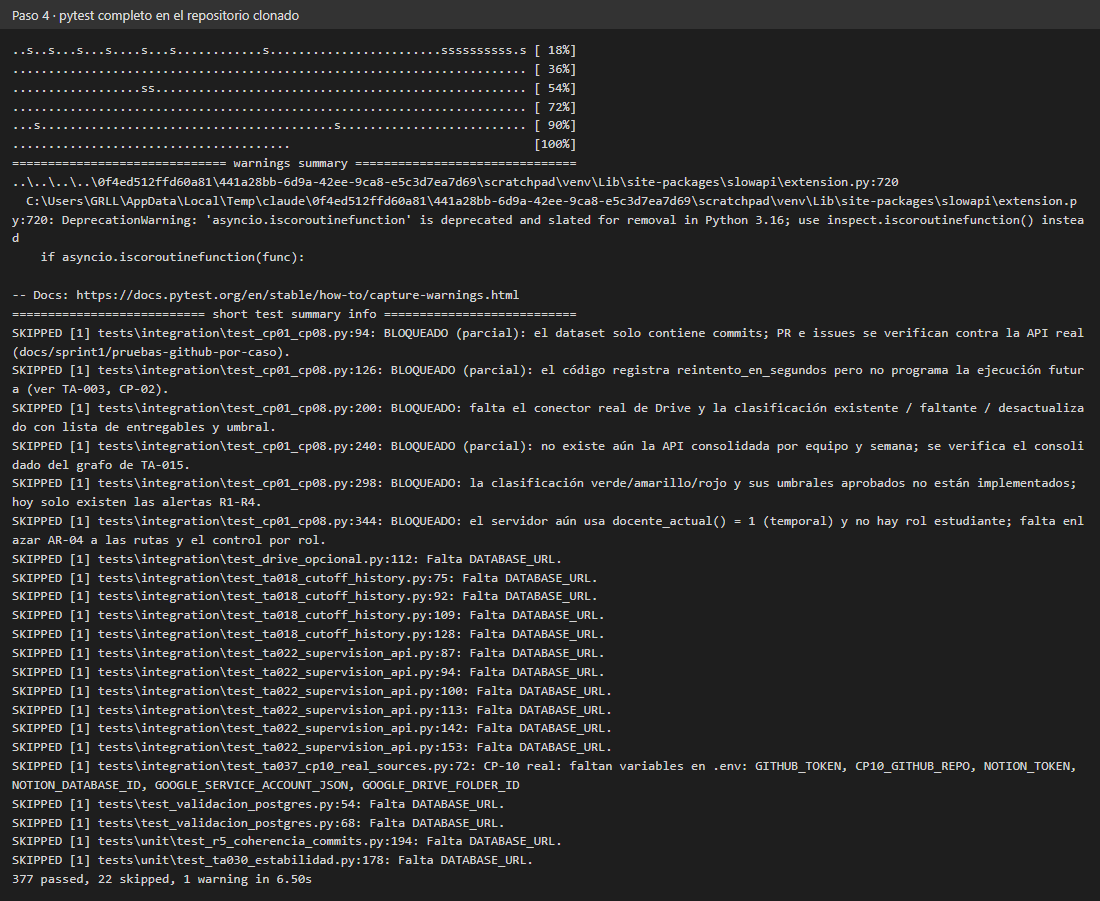 Paso 4 · pytest completo en el repositorio clonado
..s..s...s...s....s...s............s........................ssssssssss.s [ 18%]
........................................................................ [ 36%]
..................ss.................................................... [ 54%]
........................................................................ [ 72%]
...s.........................................s.......................... [ 90%]
.......................................                                  [100%]
============================== warnings summary ===============================
..\..\..\..\0f4ed512ffd60a81\441a28bb-6d9a-42ee-9ca8-e5c3d7ea7d69\scratchpad\venv\Lib\site-packages\slowapi\extension.py:720
  C:\Users\GRLL\AppData\Local\Temp\claude\0f4ed512ffd60a81\441a28bb-6d9a-42ee-9ca8-e5c3d7ea7d69\scratchpad\venv\Lib\site-packages\slowapi\extension.p
y:720: DeprecationWarning: 'asyncio.iscoroutinefunction' is deprecated and slated for removal in Python 3.16; use inspect.iscoroutinefunction() instea
d
    if asyncio.iscoroutinefunction(func):
-- Docs: https://docs.pytest.org/en/stable/how-to/capture-warnings.html
=========================== short test summary info ===========================
SKIPPED [1] tests\integration\test_cp01_cp08.py:94: BLOQUEADO (parcial): el dataset solo contiene commits; PR e issues se verifican contra la API real
(docs/sprint1/pruebas-github-por-caso).
SKIPPED [1] tests\integration\test_cp01_cp08.py:126: BLOQUEADO (parcial): el código registra reintento_en_segundos pero no programa la ejecución futur
a (ver TA-003, CP-02).
SKIPPED [1] tests\integration\test_cp01_cp08.py:200: BLOQUEADO: falta el conector real de Drive y la clasificación existente / faltante / desactualiza
do con lista de entregables y umbral.
SKIPPED [1] tests\integration\test_cp01_cp08.py:240: BLOQUEADO (parcial): no existe aún la API consolidada por equipo y semana; se verifica el consoli
dado del grafo de TA-015.
SKIPPED [1] tests\integration\test_cp01_cp08.py:298: BLOQUEADO: la clasificación verde/amarillo/rojo y sus umbrales aprobados no están implementados;
hoy solo existen las alertas R1-R4.
SKIPPED [1] tests\integration\test_cp01_cp08.py:344: BLOQUEADO: el servidor aún usa docente_actual() = 1 (temporal) y no hay rol estudiante; falta enl
azar AR-04 a las rutas y el control por rol.
SKIPPED [1] tests\integration\test_drive_opcional.py:112: Falta DATABASE_URL.
SKIPPED [1] tests\integration\test_ta018_cutoff_history.py:75: Falta DATABASE_URL.
SKIPPED [1] tests\integration\test_ta018_cutoff_history.py:92: Falta DATABASE_URL.
SKIPPED [1] tests\integration\test_ta018_cutoff_history.py:109: Falta DATABASE_URL.
SKIPPED [1] tests\integration\test_ta018_cutoff_history.py:128: Falta DATABASE_URL.
SKIPPED [1] tests\integration\test_ta022_supervision_api.py:87: Falta DATABASE_URL.
SKIPPED [1] tests\integration\test_ta022_supervision_api.py:94: Falta DATABASE_URL.
SKIPPED [1] tests\integration\test_ta022_supervision_api.py:100: Falta DATABASE_URL.
SKIPPED [1] tests\integration\test_ta022_supervision_api.py:113: Falta DATABASE_URL.
SKIPPED [1] tests\integration\test_ta022_supervision_api.py:142: Falta DATABASE_URL.
SKIPPED [1] tests\integration\test_ta022_supervision_api.py:153: Falta DATABASE_URL.
SKIPPED [1] tests\integration\test_ta037_cp10_real_sources.py:72: CP-10 real: faltan variables en .env: GITHUB_TOKEN, CP10_GITHUB_REPO, NOTION_TOKEN,
NOTION_DATABASE_ID, GOOGLE_SERVICE_ACCOUNT_JSON, GOOGLE_DRIVE_FOLDER_ID
SKIPPED [1] tests\test_validacion_postgres.py:54: Falta DATABASE_URL.
SKIPPED [1] tests\test_validacion_postgres.py:68: Falta DATABASE_URL.
SKIPPED [1] tests\unit\test_r5_coherencia_commits.py:194: Falta DATABASE_URL.
SKIPPED [1] tests\unit\test_ta030_estabilidad.py:178: Falta DATABASE_URL.
377 passed, 22 skipped, 1 warning in 6.50s